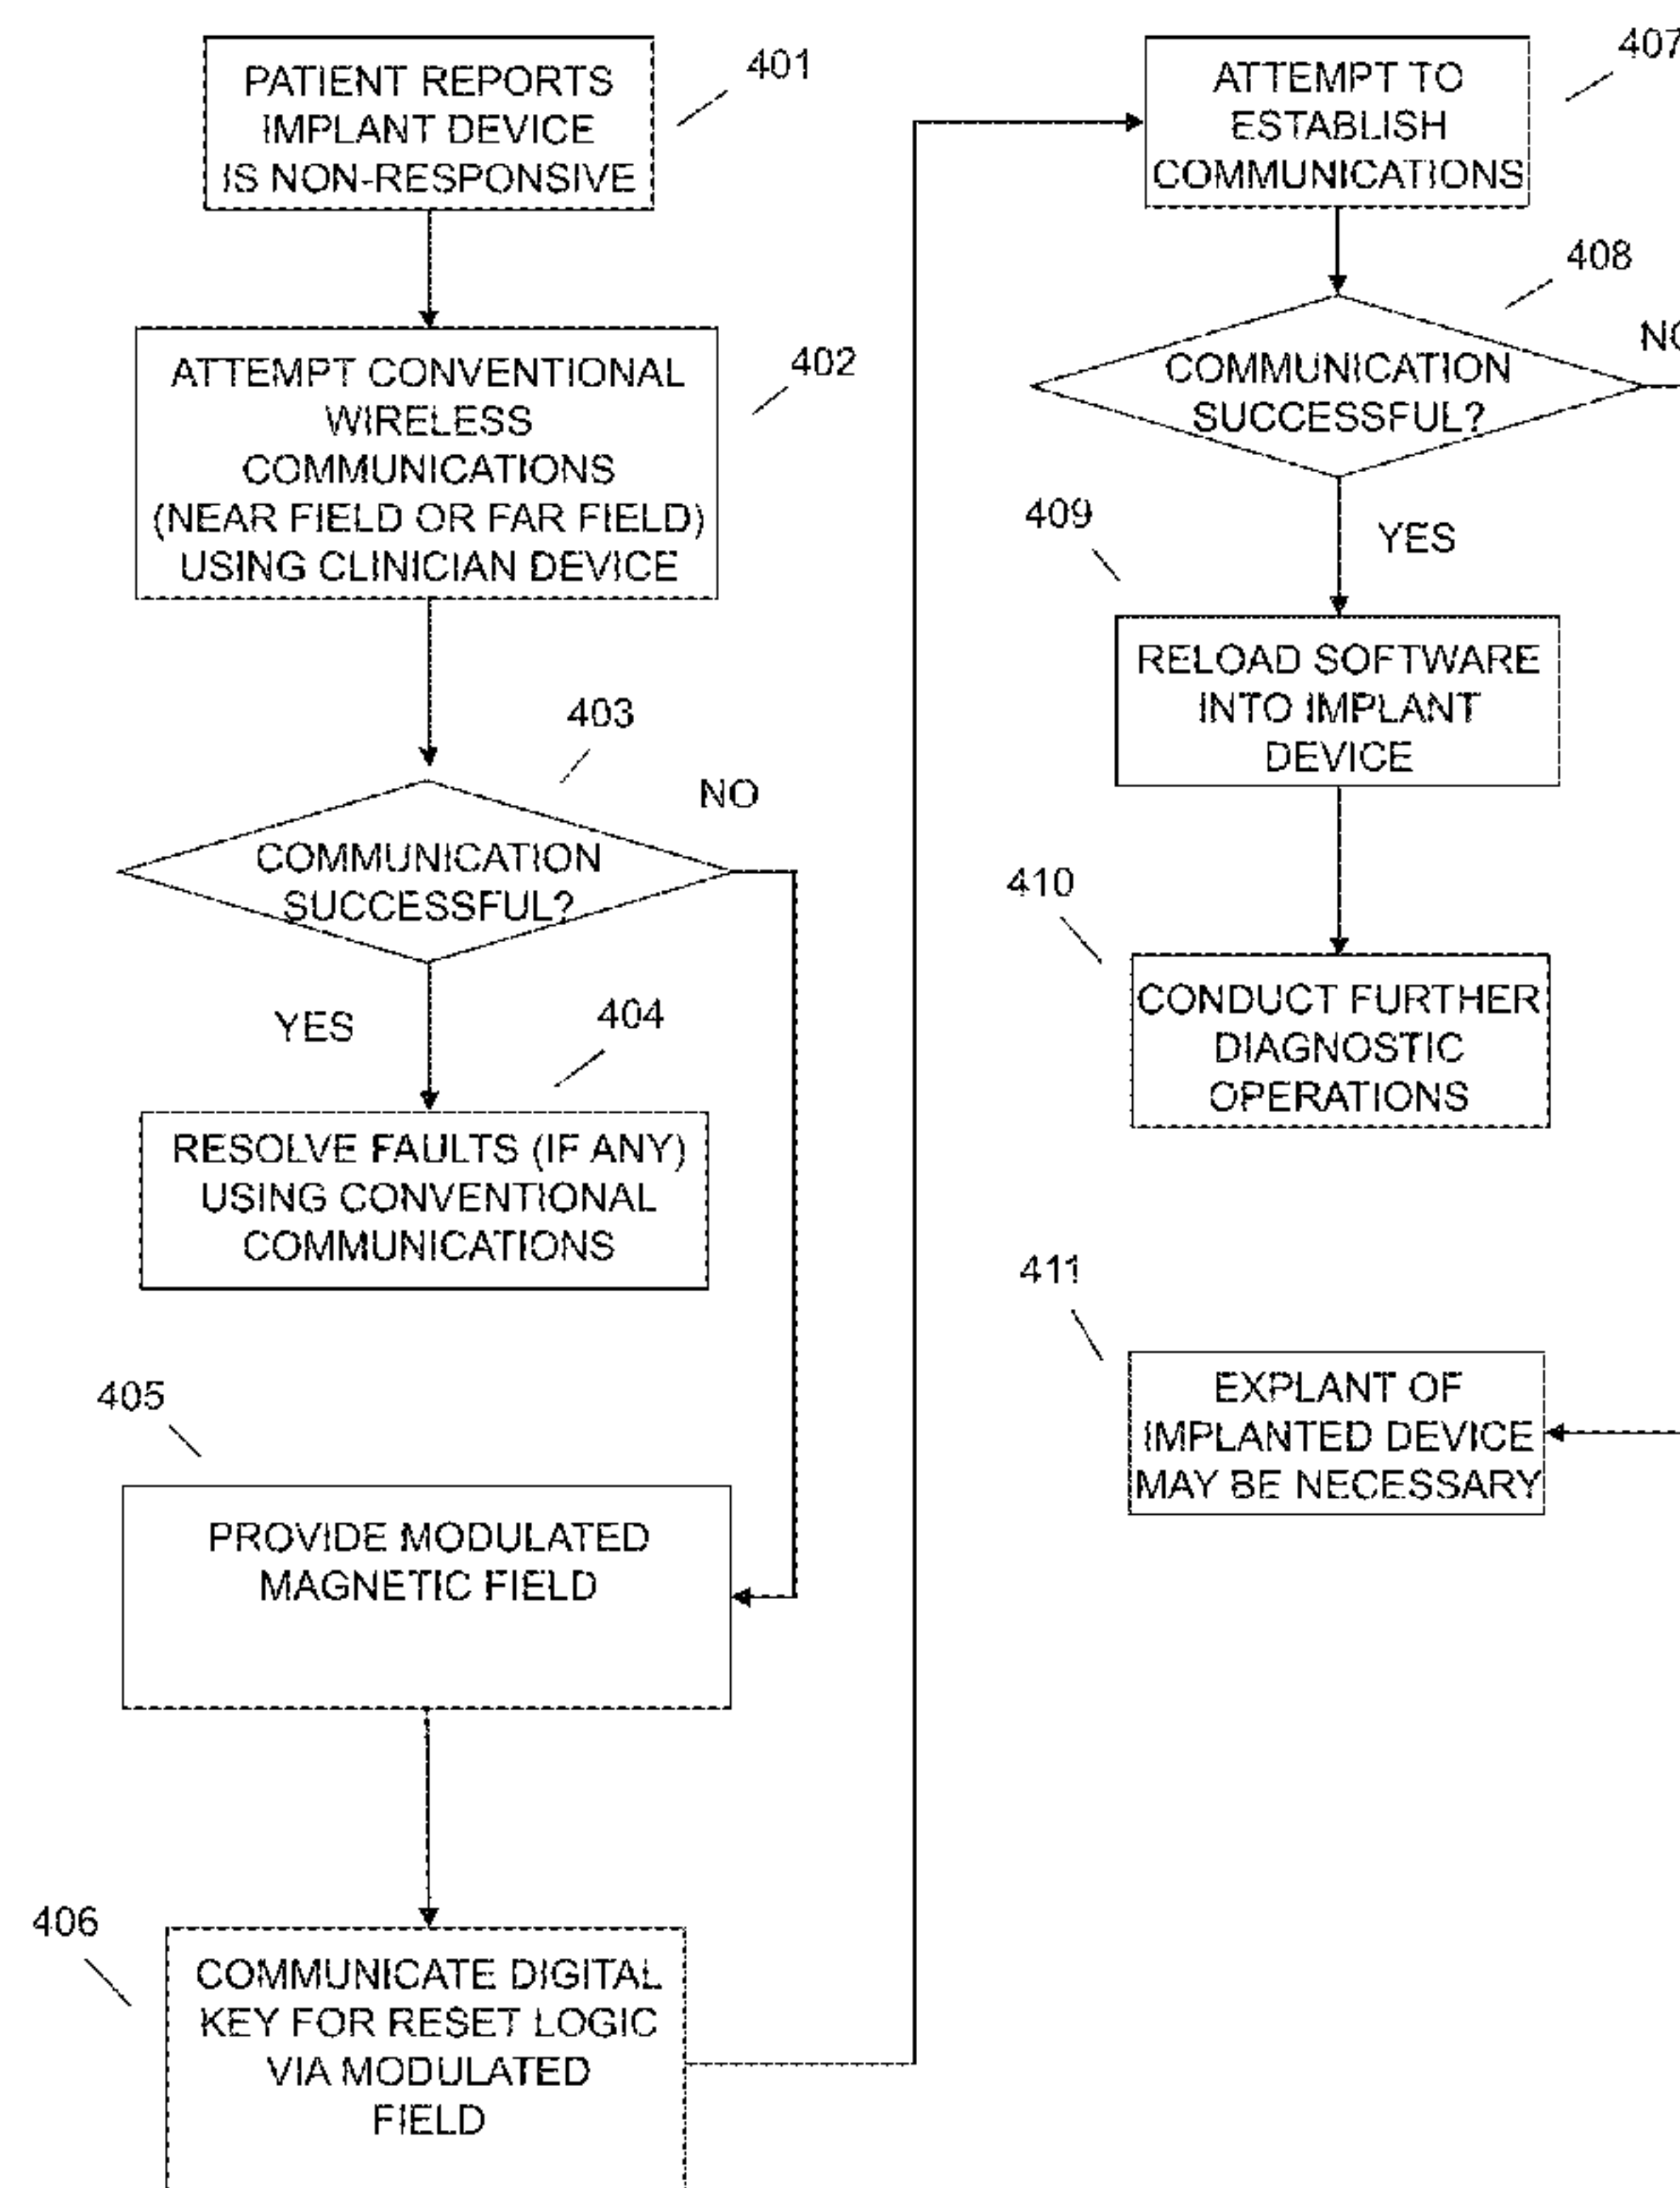 401
PATIENT REPORTS
IMPLANT DEVICE
IS NON-RESPONSIVE
402
ATTEMPT CONVENTIONAL
WIRELESS
COMMUNICATIONS
(NEAR FIELD OR FAR FIELD)
USING CLINICIAN DEVICE
403
NO
COMMUNICATION
SUCCESSFUL?
YES
404
RESOLVE FAULTS (IF ANY)
USING CONVENTIONAL
COMMUNICATIONS
405
PROVIDE MODULATED
MAGNETIC FIELD
406
COMMUNICATE DIGITAL
KEY FOR RESET LOGIC
VIA MODULATED
FIELD
407
ATTEMPT TO
ESTABLISH
COMMUNICATIONS
408
NO
COMMUNICATION
SUCCESSFUL?
YES
409
RELOAD SOFTWARE
INTO IMPLANT
DEVICE
410
CONDUCT FURTHER
DIAGNOSTIC
OPERATIONS
411
EXPLANT OF
IMPLANTED DEVICE
MAY BE NECESSARY